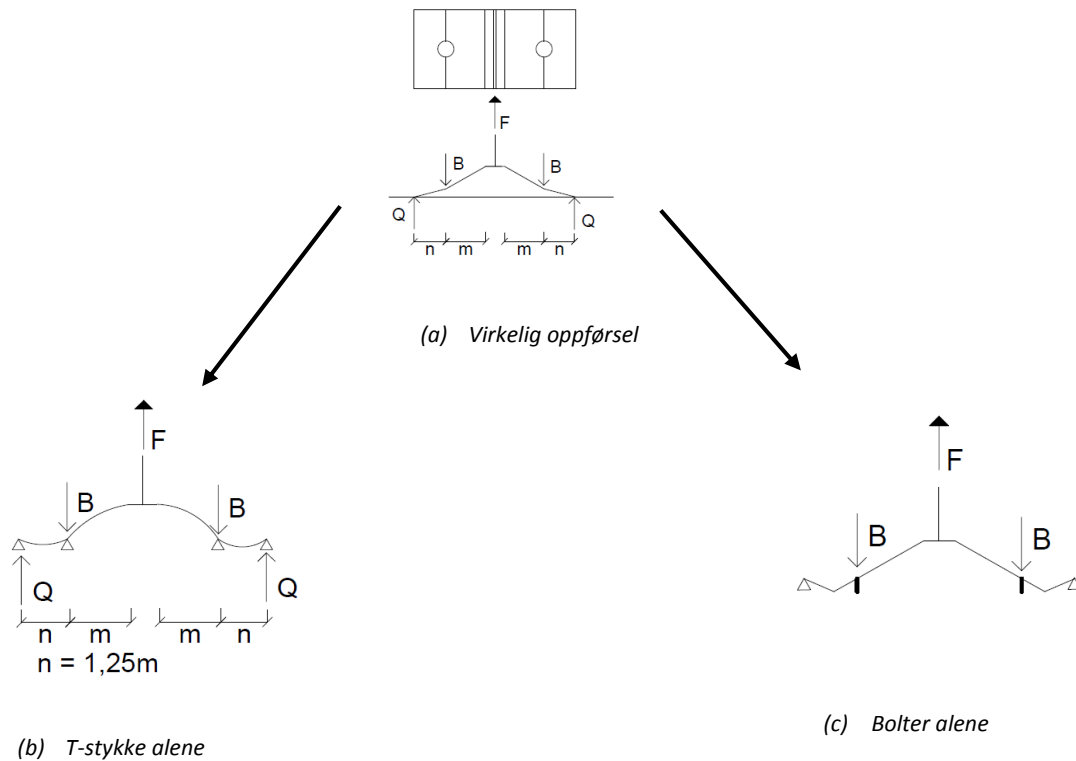 F
B B
Q Q
n m m n
(a) Virkelig oppførsel
F
B B
Q Q
n m m n
n = 1,25m
(b) T-stykke alene
F
B B
(c) Bolter alene